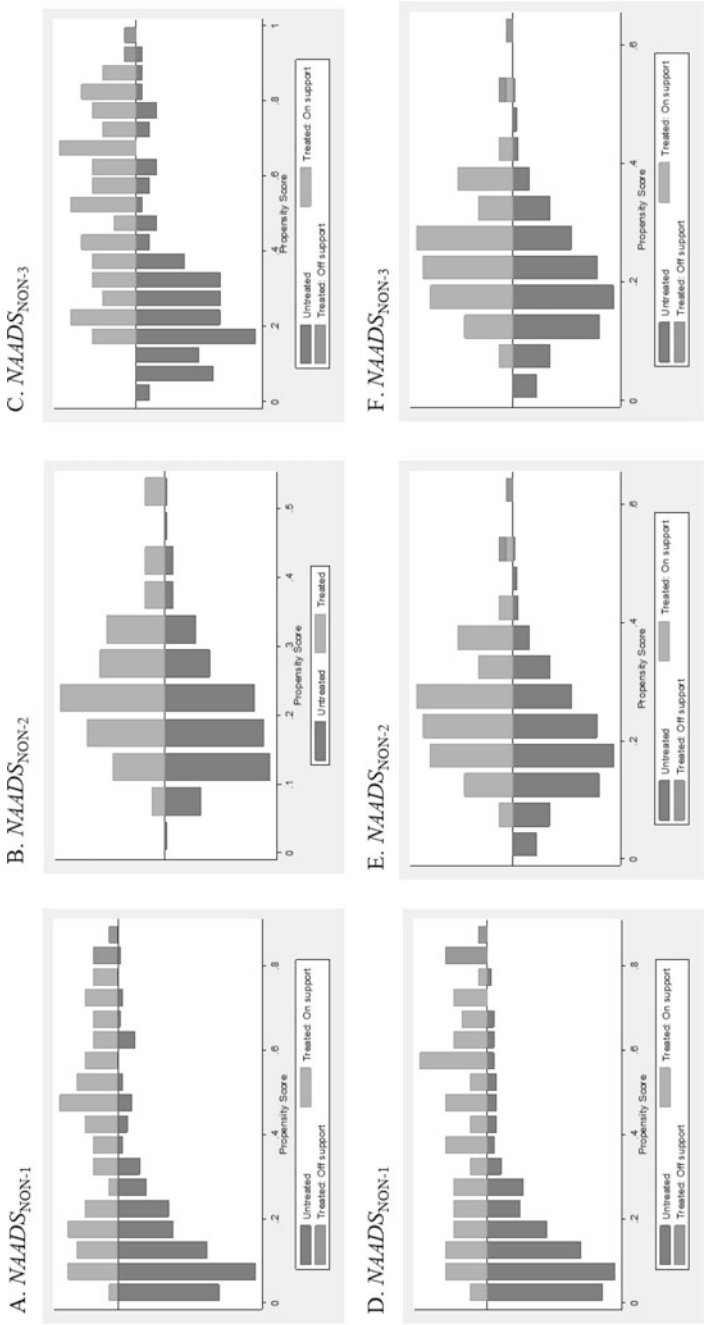 A. NAADS_NON-1
0 .2 .4 .6 .8
Propensity Score
Untreated Treated: On support
Treated: Off support
B. NAADS_NON-2
0 .1 .2 .3 .4 .5
Propensity Score
Untreated Treated
C. NAADS_NON-3
0 .2 .4 .6 .8 1
Propensity Score
Untreated Treated: On support
Treated: Off support
D. NAADS_NON-1
0 .2 .4 .6 .8
Propensity Score
Untreated Treated: On support
Treated: Off support
E. NAADS_NON-2
0 .2 .4 .6
Propensity Score
Untreated Treated: On support
Treated: Off support
F. NAADS_NON-3
0 .2 .4 .6
Propensity Score
Untreated Treated: On support
Treated: Off support